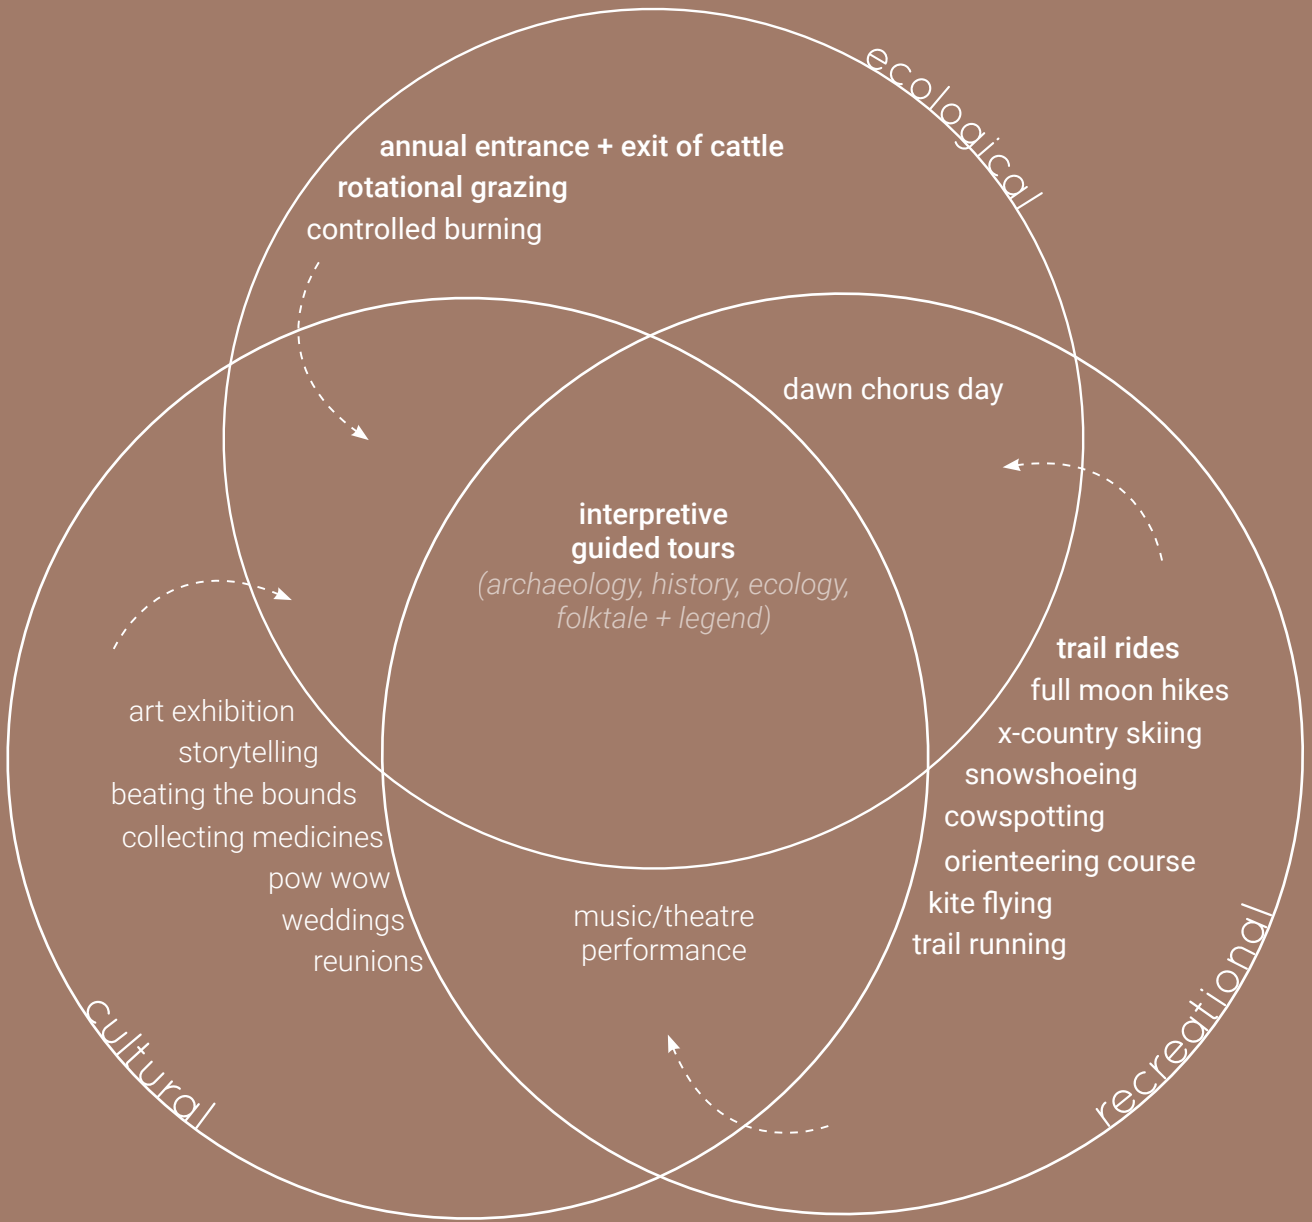 ecological
annual entrance + exit of cattle
rotational grazing
controlled burning
dawn chorus day
interpretive
guided tours
(archaeology, history, ecology,
folktale + legend)
art exhibition
storytelling
beating the bounds
collecting medicines
pow wow
weddings
reunions
trail rides
full moon hikes
x-country skiing
snowshoeing
cowspotting
orienteering course
kite flying
trail running
music/theatre
performance
cultural
recreational